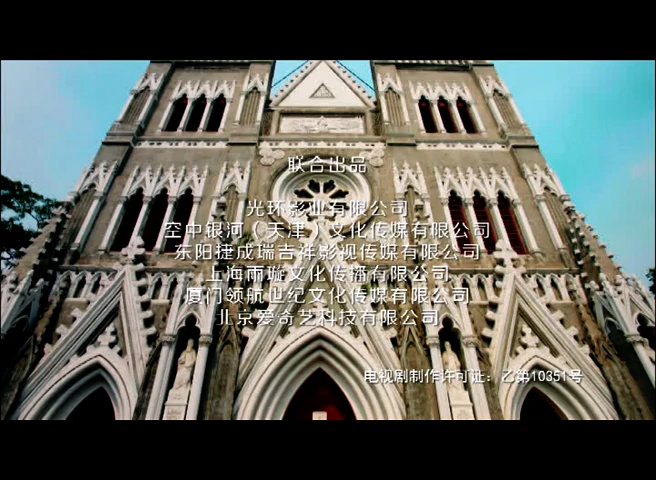 联合出品
光环影业有限公司
空中银河（天津）文化传媒有限公司
东阳捷成瑞吉祥影视传媒有限公司
上海雨璇文化传播有限公司
厦门领航世纪文化传媒有限公司
北京爱奇艺科技有限公司
电视剧制作许可证：乙第10351号